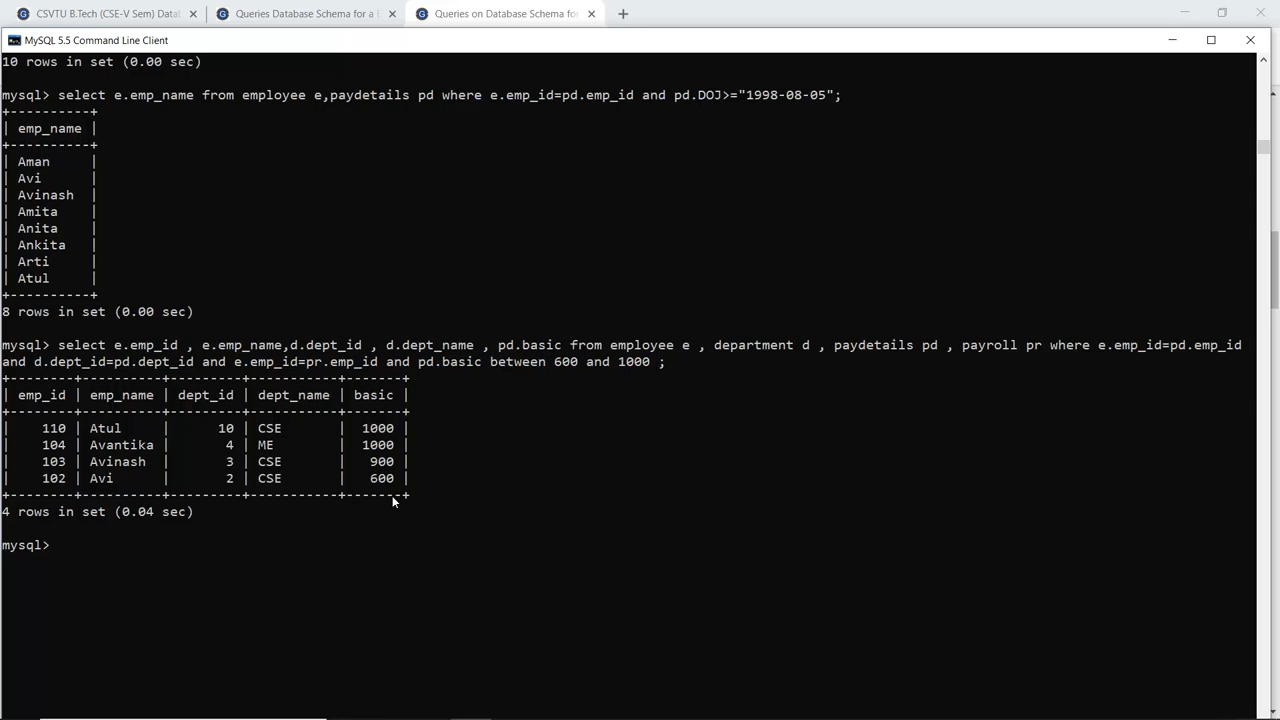 CSVTU B.Tech (CSE-V Sem) Datal
Queries Database Schema for a E
Queries on Database Schema for
MySQL 5.5 Command Line Client
10 rows in set (0.00 sec)
mysql> select e.emp_name from employee e,paydetails pd where e.emp_id=pd.emp_id and pd.DOJ>="1998-08-05";
+----------+
| emp_name |
+----------+
| Aman     |
| Avi      |
| Avinash  |
| Amita    |
| Anita    |
| Ankita   |
| Arti     |
| Atul     |
+----------+
8 rows in set (0.00 sec)
mysql> select e.emp_id , e.emp_name,d.dept_id , d.dept_name , pd.basic from employee e , department d , paydetails pd , payroll pr where e.emp_id=pd.emp_id
and d.dept_id=pd.dept_id and e.emp_id=pr.emp_id and pd.basic between 600 and 1000 ;
+--------+-----------+---------+-----------+-------+
| emp_id | emp_name  | dept_id | dept_name | basic |
+--------+-----------+---------+-----------+-------+
|    110 | Atul      |      10 | CSE       |  1000 |
|    104 | Avantika  |       4 | ME        |  1000 |
|    103 | Avinash   |       3 | CSE       |   900 |
|    102 | Avi       |       2 | CSE       |   600 |
+--------+-----------+---------+-----------+-------+
4 rows in set (0.04 sec)
mysql>